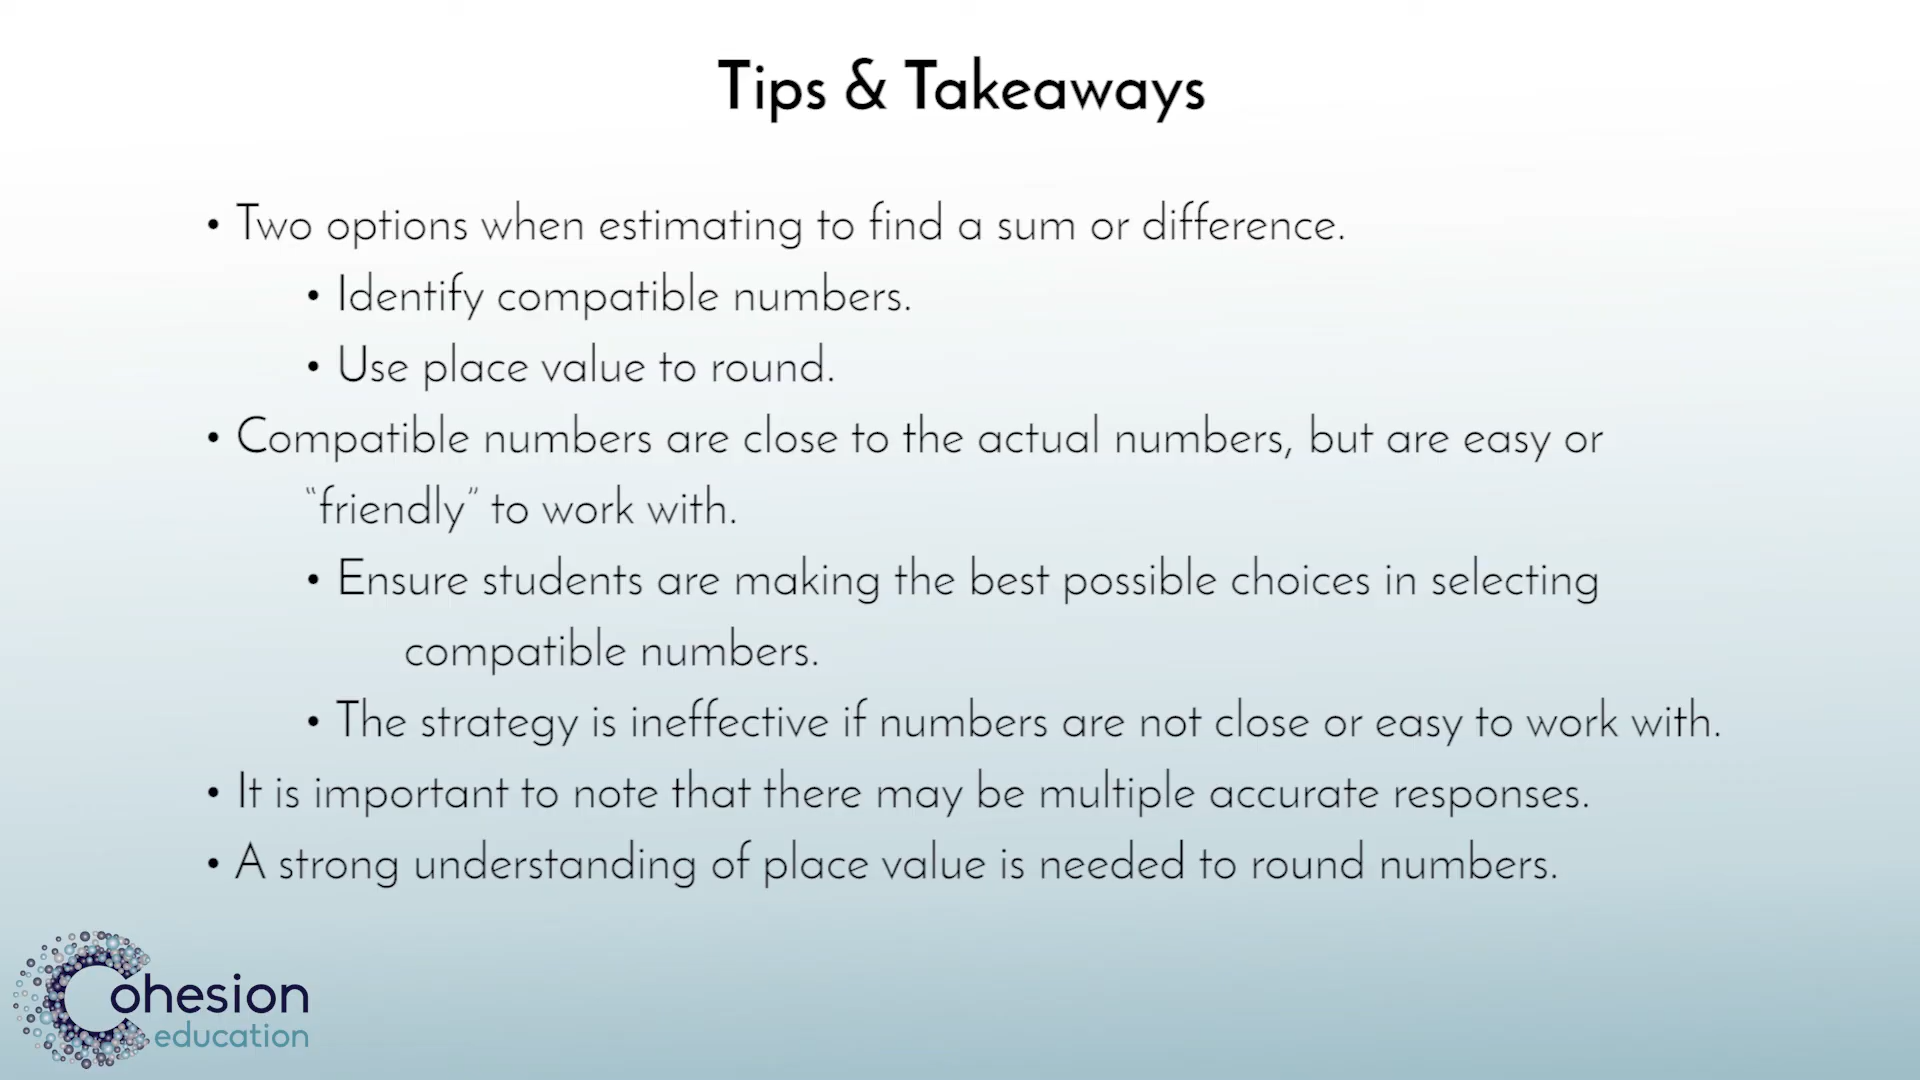 Tips & Takeaways
• Two options when estimating to find a sum or difference.
• Identify compatible numbers.
• Use place value to round.
• Compatible numbers are close to the actual numbers, but are easy or
“friendly” to work with.
• Ensure students are making the best possible choices in selecting
compatible numbers.
• The strategy is ineffective if numbers are not close or easy to work with.
• It is important to note that there may be multiple accurate responses.
• A strong understanding of place value is needed to round numbers.
Cohesion
education